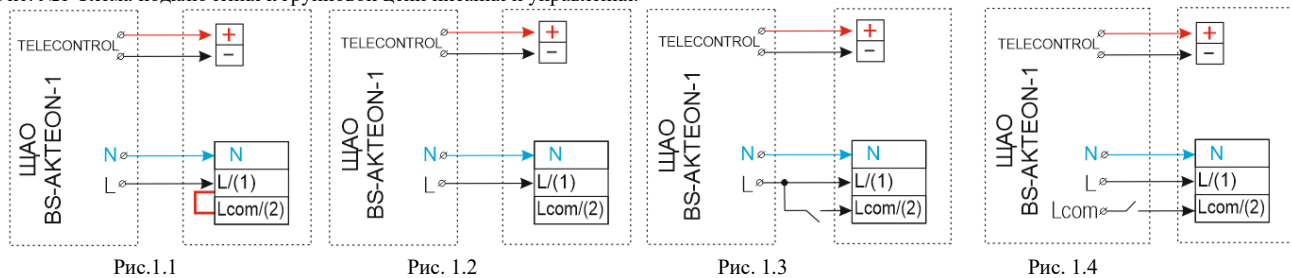 TELECONTROL
+
−
ЩАО
BS-AKTEON-1
N
N
L
L/(1)
Lcom/(2)
Рис.1.1
TELECONTROL
+
−
ЩАО
BS-AKTEON-1
N
N
L
L/(1)
Lcom/(2)
Рис. 1.2
TELECONTROL
+
−
ЩАО
BS-AKTEON-1
N
N
L
L/(1)
Lcom/(2)
Рис. 1.3
TELECONTROL
+
−
ЩАО
BS-AKTEON-1
N
N
L
L/(1)
Lcom
Lcom/(2)
Рис. 1.4